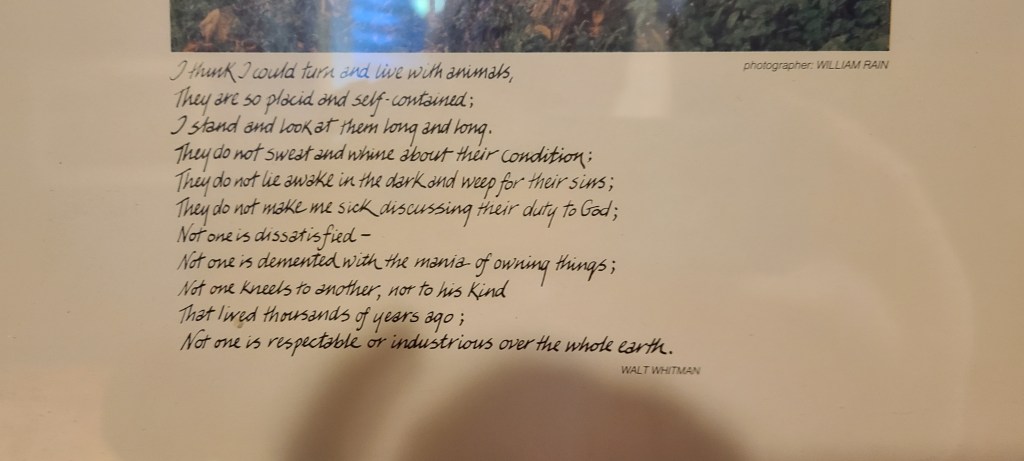 photographer: WILLIAM RAIN
I think I could turn and live with animals,
They are so placid and self-contained;
I stand and look at them long and long.
They do not sweat and whine about their condition;
They do not lie awake in the dark and weep for their sins;
They do not make me sick discussing their duty to God;
Not one is dissatisfied—
Not one is demented with the mania of owning things;
Not one kneels to another, nor to his kind
That lived thousands of years ago;
Not one is respectable or industrious over the whole earth.
WALT WHITMAN